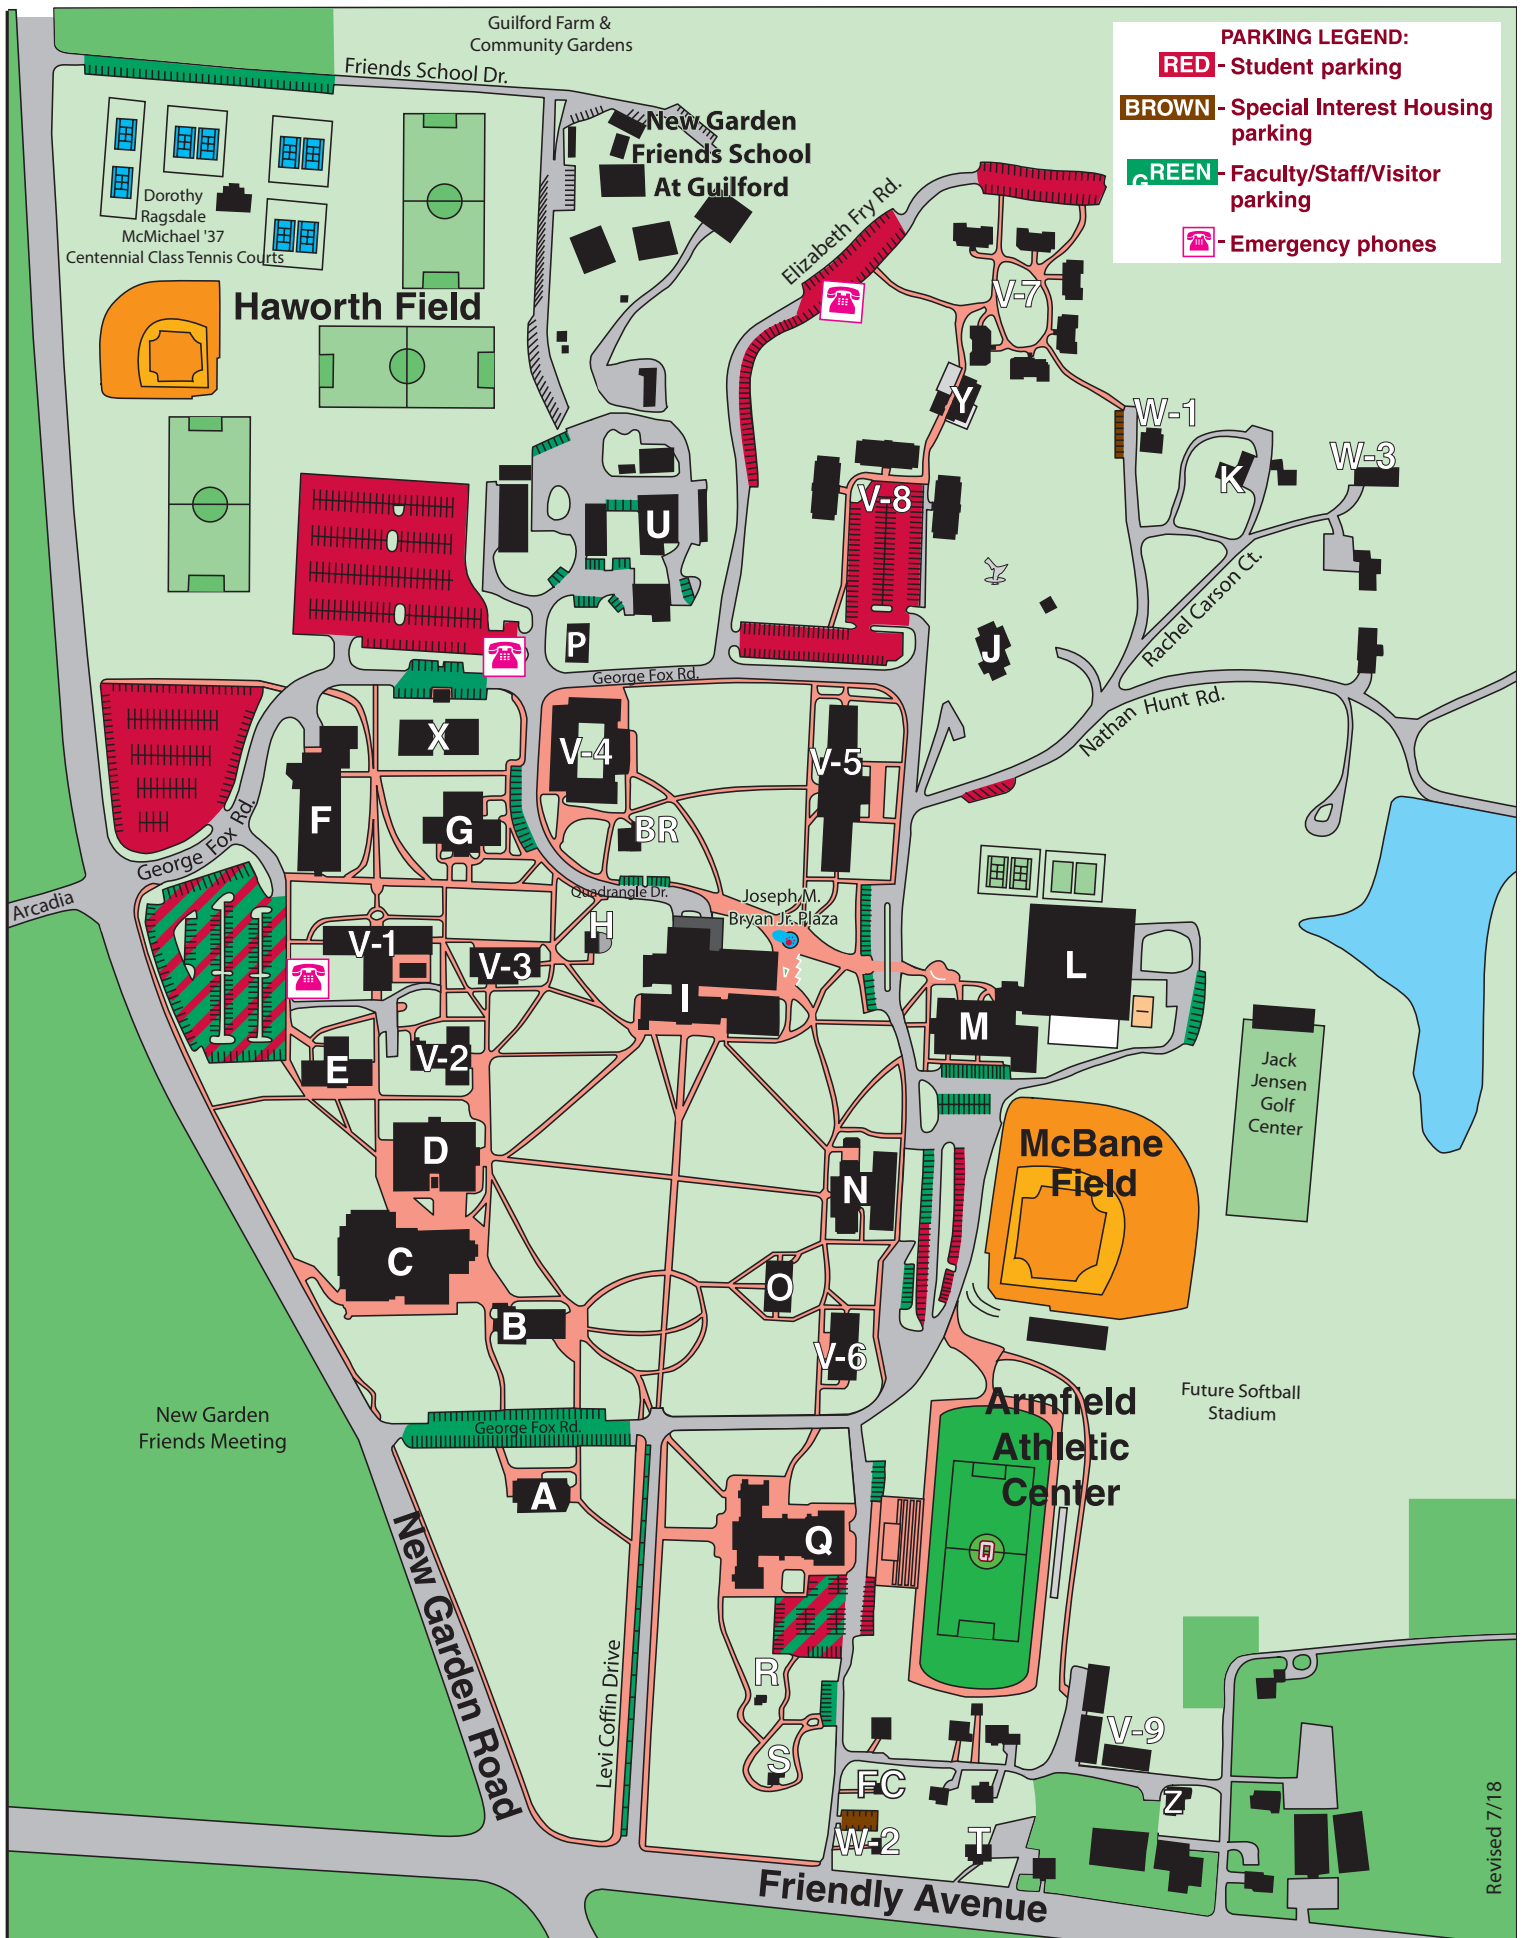 Guilford Farm &
Community Gardens
Friends School Dr.
PARKING LEGEND:
RED - Student parking
BROWN - Special Interest Housing
parking
GREEN - Faculty/Staff/Visitor
parking
- Emergency phones
New Garden
Friends School
At Guilford
Dorothy
Ragsdale
McMichael '37
Centennial Class Tennis Courts
Elizabeth Fry Rd.
Haworth Field
V-7
Y
W-1
W-3
K
V-8
U
P
J
Rachel Carson Ct.
George Fox Rd.
Nathan Hunt Rd.
X
V-4
V-5
F
G
BR
George Fox Rd.
Arcadia
Quadrangle Dr.
Joseph M.
Bryan Jr. Plaza
H
V-1
V-3
I
L
M
E
V-2
Jack
Jensen
Golf
Center
D
McBane
Field
N
C
O
B
V-6
Armfield
Athletic
Center
Future Softball
Stadium
New Garden
Friends Meeting
George Fox Rd.
A
Q
New Garden Road
Levi Coffin Drive
R
S
V-9
FC
Z
W-2
T
Friendly Avenue
Revised 7/18